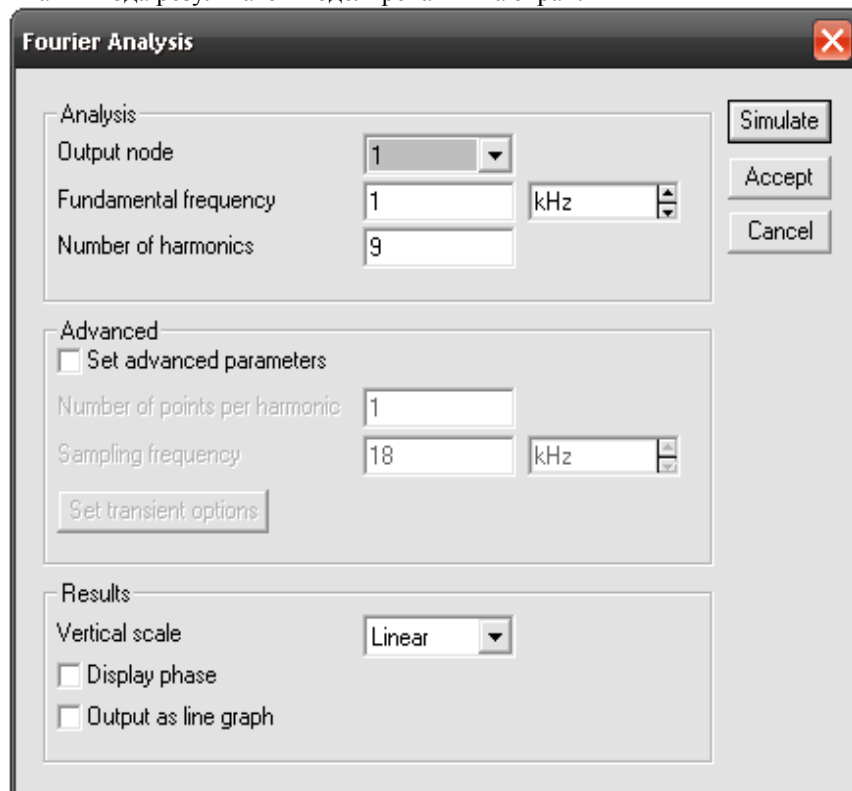 Fourier Analysis
Analysis
Output node 1
Fundamental frequency 1 kHz
Number of harmonics 9
Simulate
Accept
Cancel
Advanced
Set advanced parameters
Number of points per harmonic 1
Sampling frequency 18 kHz
Set transient options
Results
Vertical scale Linear
Display phase
Output as line graph